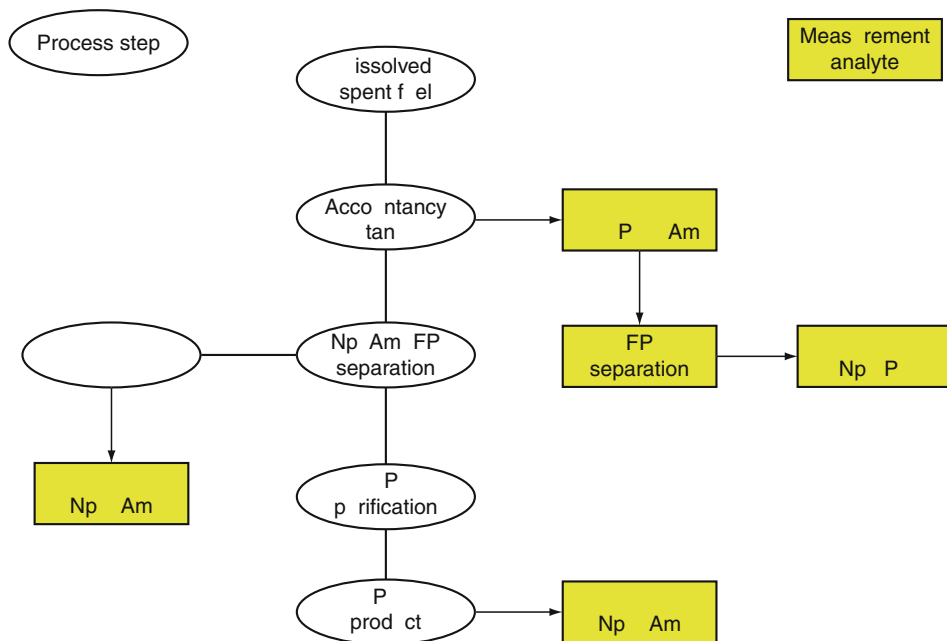 Process step
Meas rement
analyte
issolved
spent f el
Acco ntancy
tan
P Am
Np Am FP
separation
FP
separation
Np P
Np Am
P
p rification
P
prod ct
Np Am